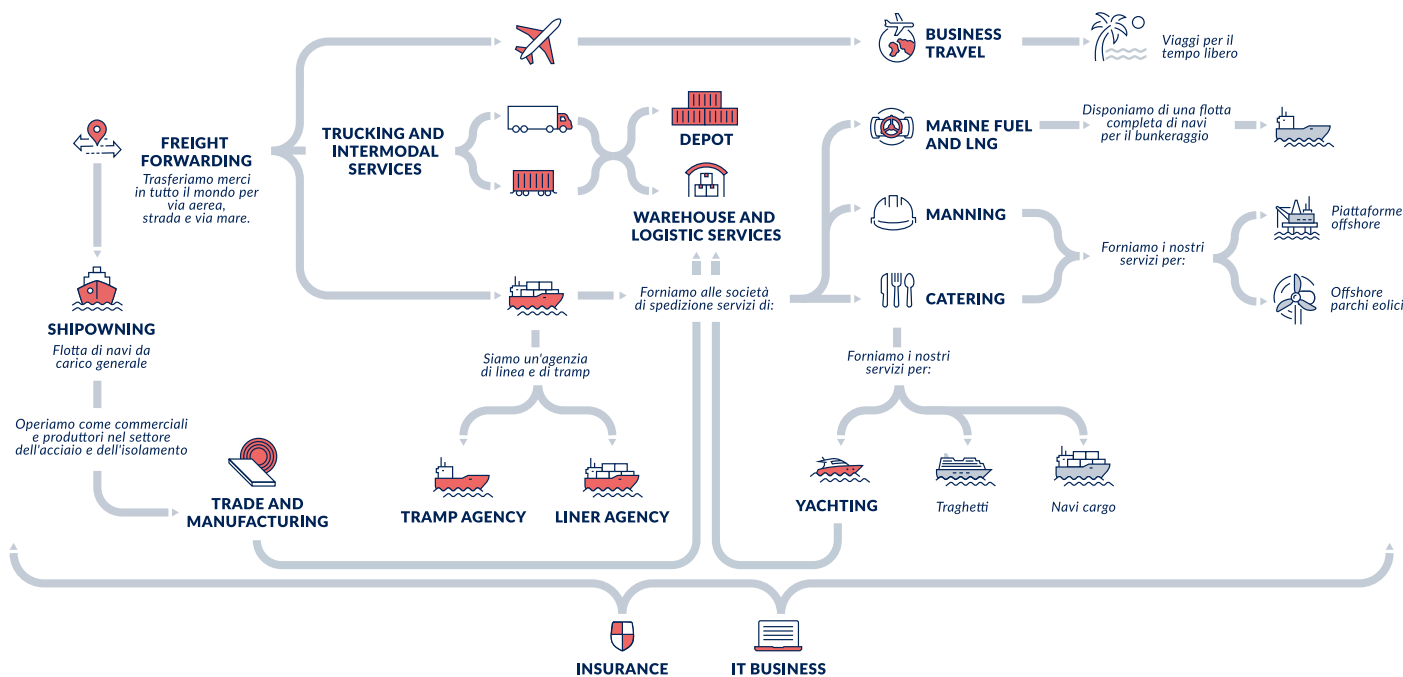 BUSINESS
TRAVEL
Viaggi per il
tempo libero
FREIGHT
FORWARDING
Trasferiamo merci
in tutto il mondo per
via aerea,
strada e via mare.
TRUCKING AND
INTERMODAL
SERVICES
DEPOT
WAREHOUSE AND
LOGISTIC SERVICES
MARINE FUEL
AND LNG
Disponiamo di una flotta
completa di navi
per il bunkeraggio
MANNING
CATERING
Forniamo i nostri
servizi per:
Piattaforme
offshore
Offshore
parchi eolici
SHIPOWNING
Flotta di navi da
carico generale
Forniamo alle società
di spedizione servizi di:
Siamo un'agenzia
di linea e di tramp
Forniamo i nostri
servizi per:
Operiamo come commerciali
e produttori nel settore
dell'acciaio e dell'isolamento
TRADE AND
MANUFACTURING
TRAMP AGENCY
LINER AGENCY
YACHTING
Traghetti
Navi cargo
INSURANCE
IT BUSINESS